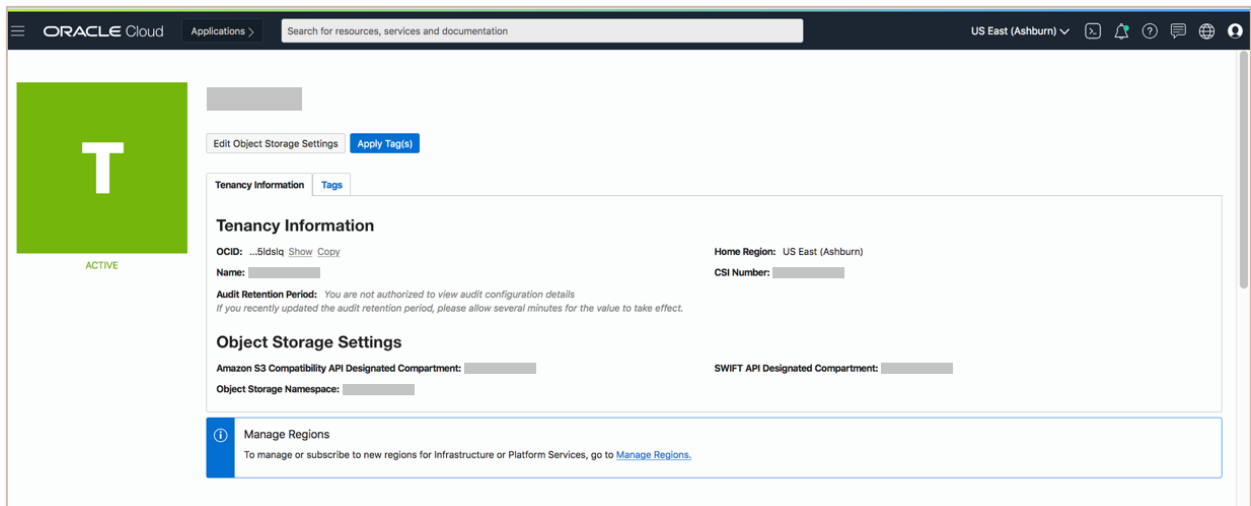 ORACLE Cloud Applications > Search for resources, services and documentation US East (Ashburn)
T
ACTIVE
Edit Object Storage Settings Apply Tag(s)
Tenancy Information Tags
Tenancy Information
OCID: ...5ldslq Show Copy Home Region: US East (Ashburn)
Name: CSI Number:
Audit Retention Period: You are not authorized to view audit configuration details
If you recently updated the audit retention period, please allow several minutes for the value to take effect.
Object Storage Settings
Amazon S3 Compatibility API Designated Compartment: SWIFT API Designated Compartment:
Object Storage Namespace:
Manage Regions
To manage or subscribe to new regions for Infrastructure or Platform Services, go to Manage Regions.